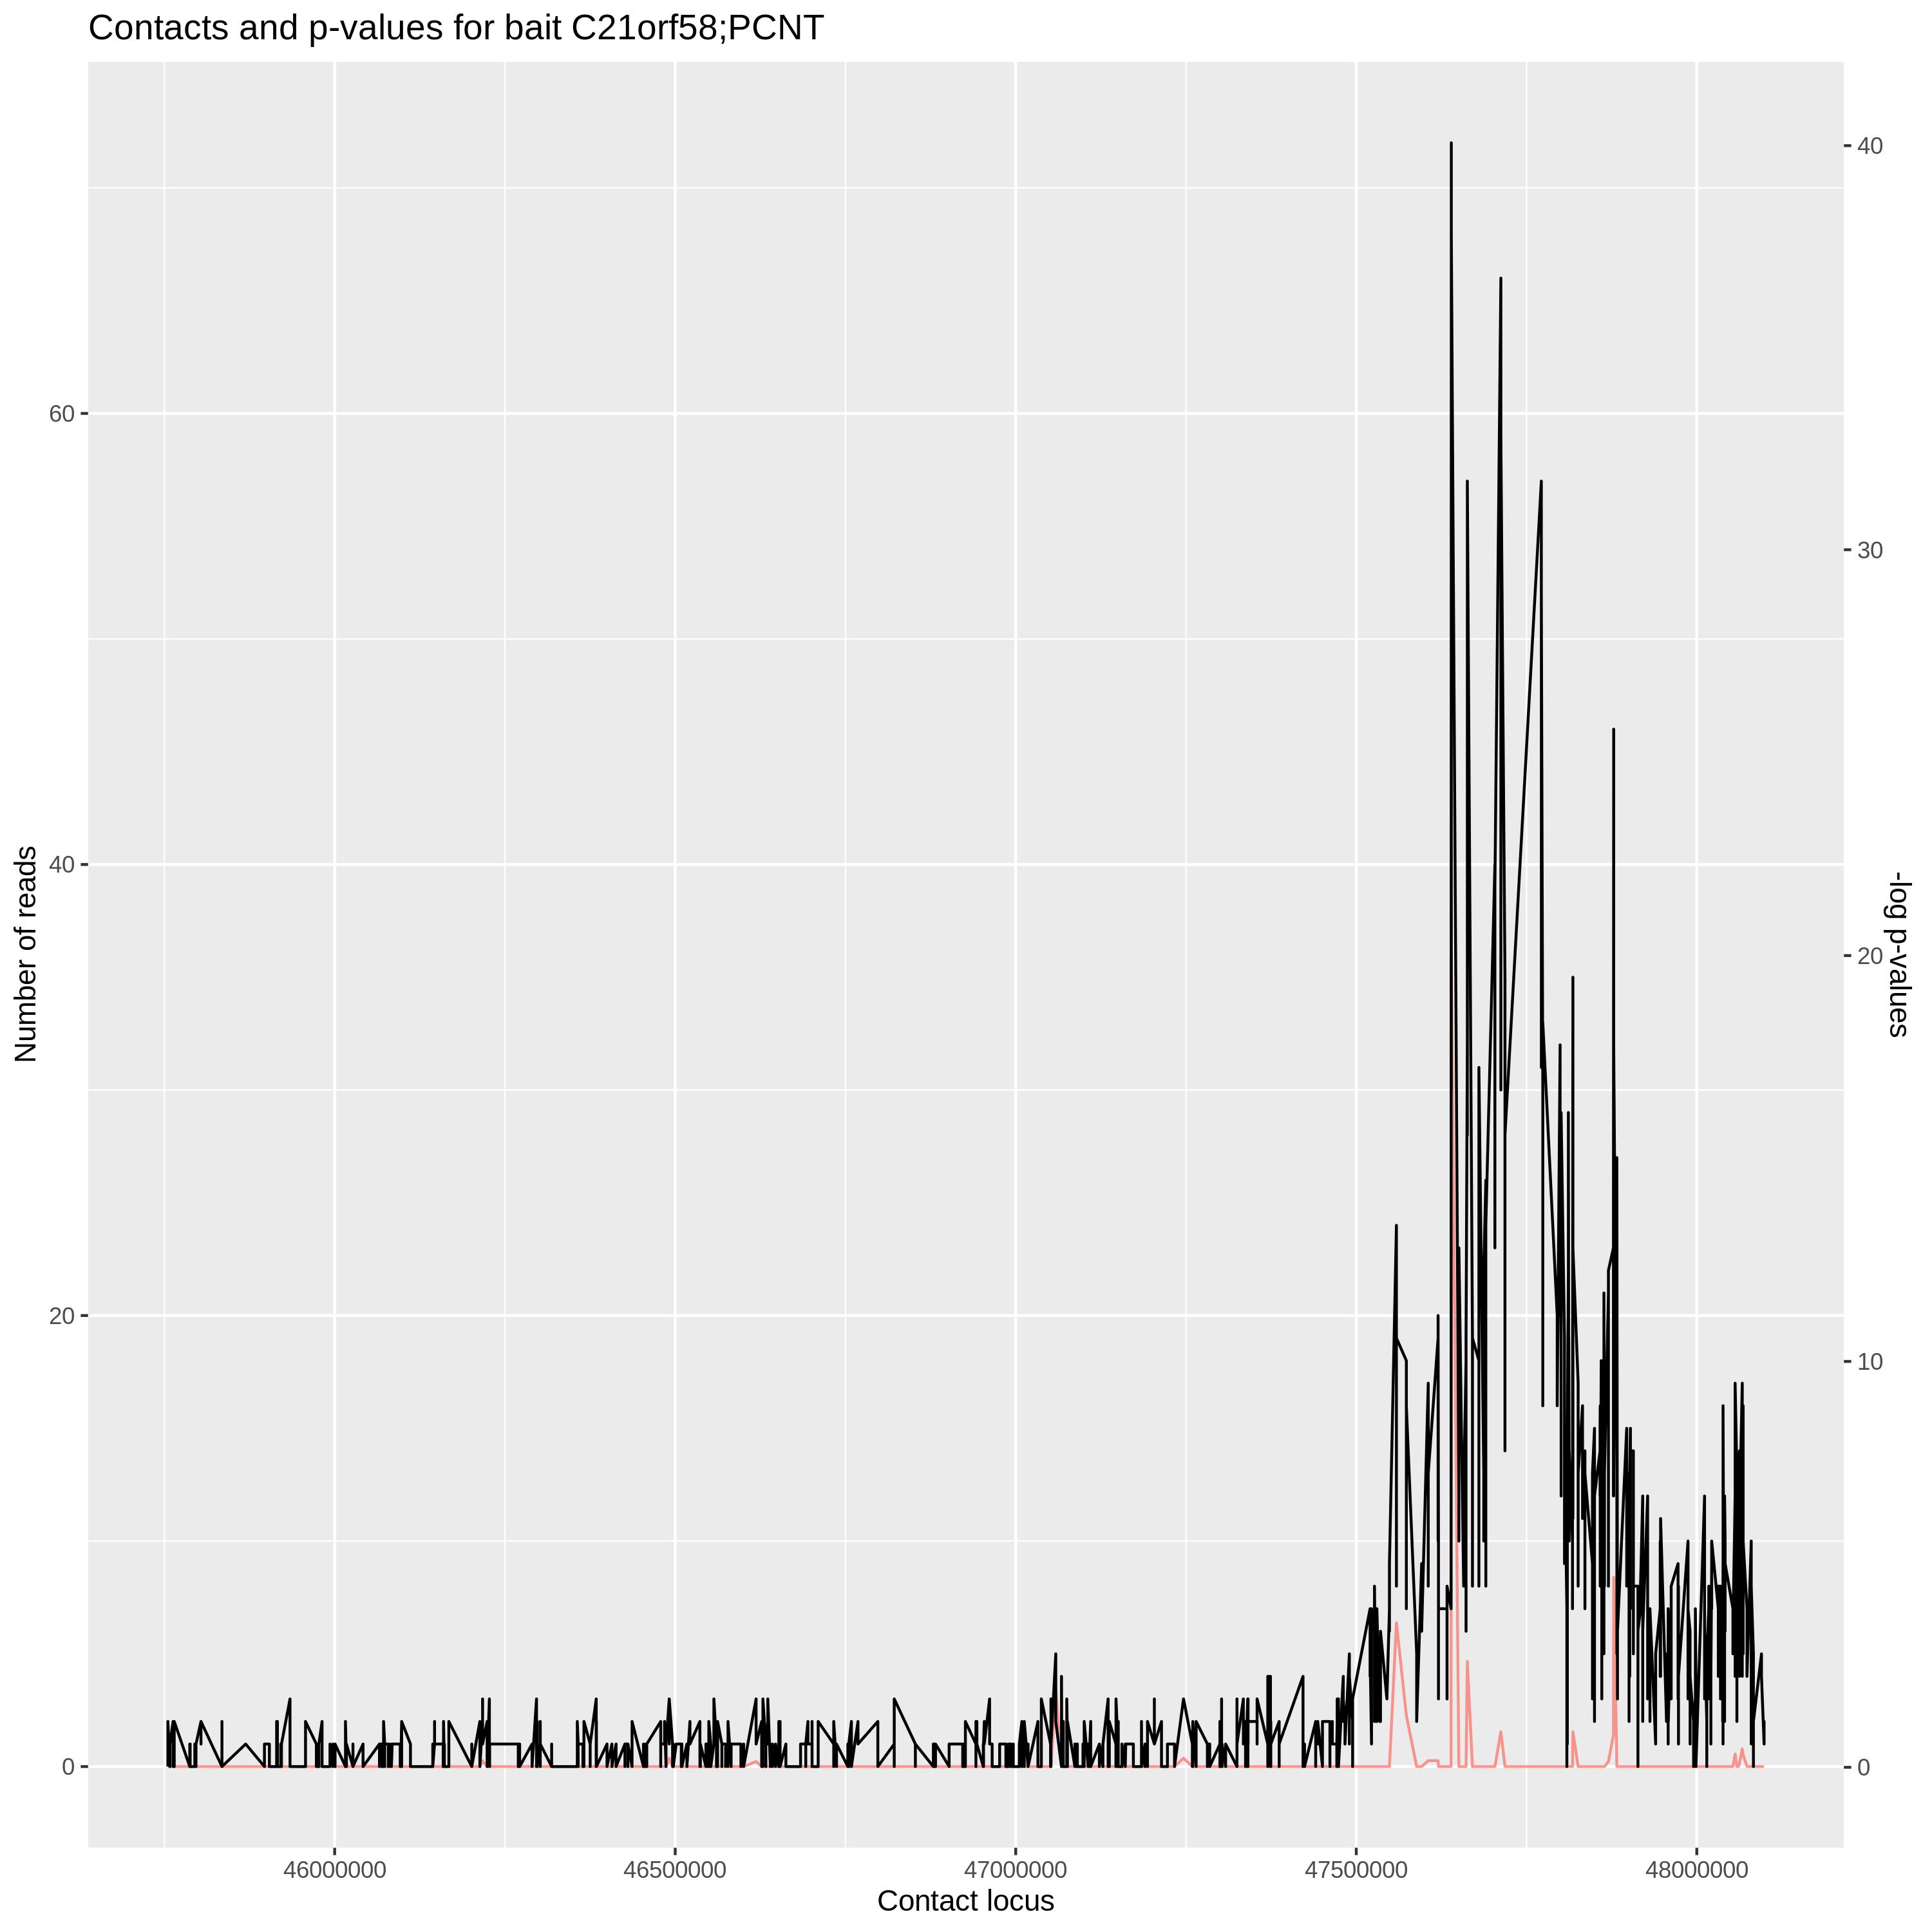 Contacts and p-values for bait C21orf58;PCNT
Number of reads
60
40
20
0
40
30
20
10
0
-log p-values
46000000 46500000 47000000 47500000 48000000
Contact locus